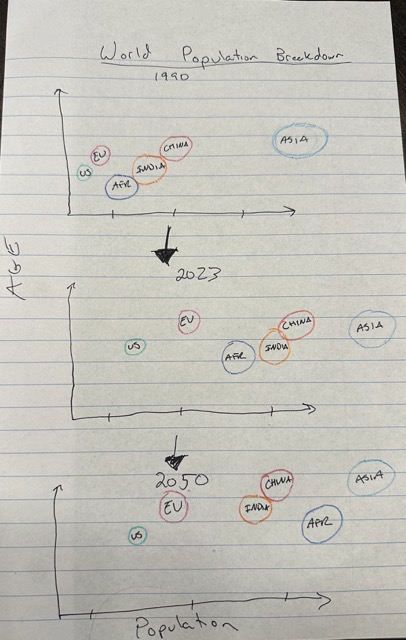 World Population Breakdown
1990
EU
CHINA
ASIA
US
INDIA
AFR
AGE
2023
EU
CHINA
ASIA
US
AFR
INDIA
2050
CHINA
ASIA
EU
INDIA
AFR
US
Population